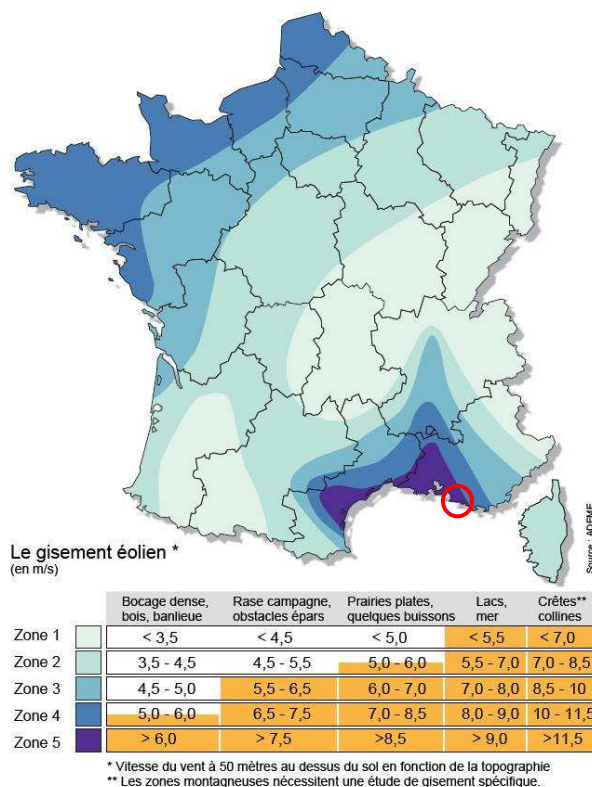 Source : ADEME
Le gisement éolien *
(en m/s)
Bocage dense, bois, banlieue
Rase campagne, obstacles épars
Prairies plates, quelques buissons
Lacs, mer
Crêtes** collines
Zone 1 < 3,5 < 4,5 < 5,0 < 5,5 < 7,0
Zone 2 3,5 - 4,5 4,5 - 5,5 5,0 - 6,0 5,5 - 7,0 7,0 - 8,5
Zone 3 4,5 - 5,0 5,5 - 6,5 6,0 - 7,0 7,0 - 8,0 8,5 - 10
Zone 4 5,0 - 6,0 6,5 - 7,5 7,0 - 8,5 8,0 - 9,0 10 - 11,5
Zone 5 > 6,0 > 7,5 >8,5 > 9,0 >11,5
* Vitesse du vent à 50 mètres au dessus du sol en fonction de la topographie
** Les zones montagneuses nécessitent une étude de gisement spécifique.